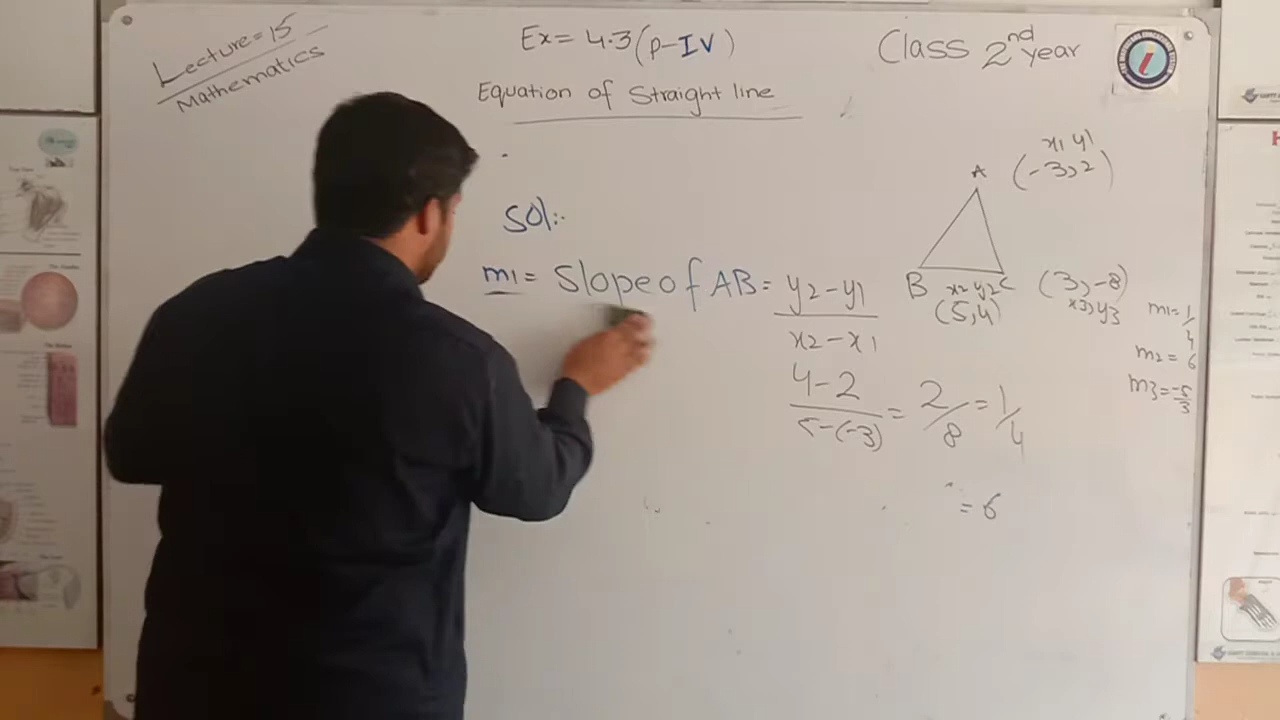 Lecture = 15
Mathematics
Ex = 4.3 (P-IV)
Equation of Straight line
Class 2nd year
Sol:-
m1 = Slope of AB = y2-y1 / x2-x1
4-2 / 5-(-3) = 2/8 = 1/4
= 6
x1 y1
A (-3,2)
B x2 y2 C (3,-8)
(5,4) x3,y3
m1 = 1/4
m2 = 6
m3 = -5/3